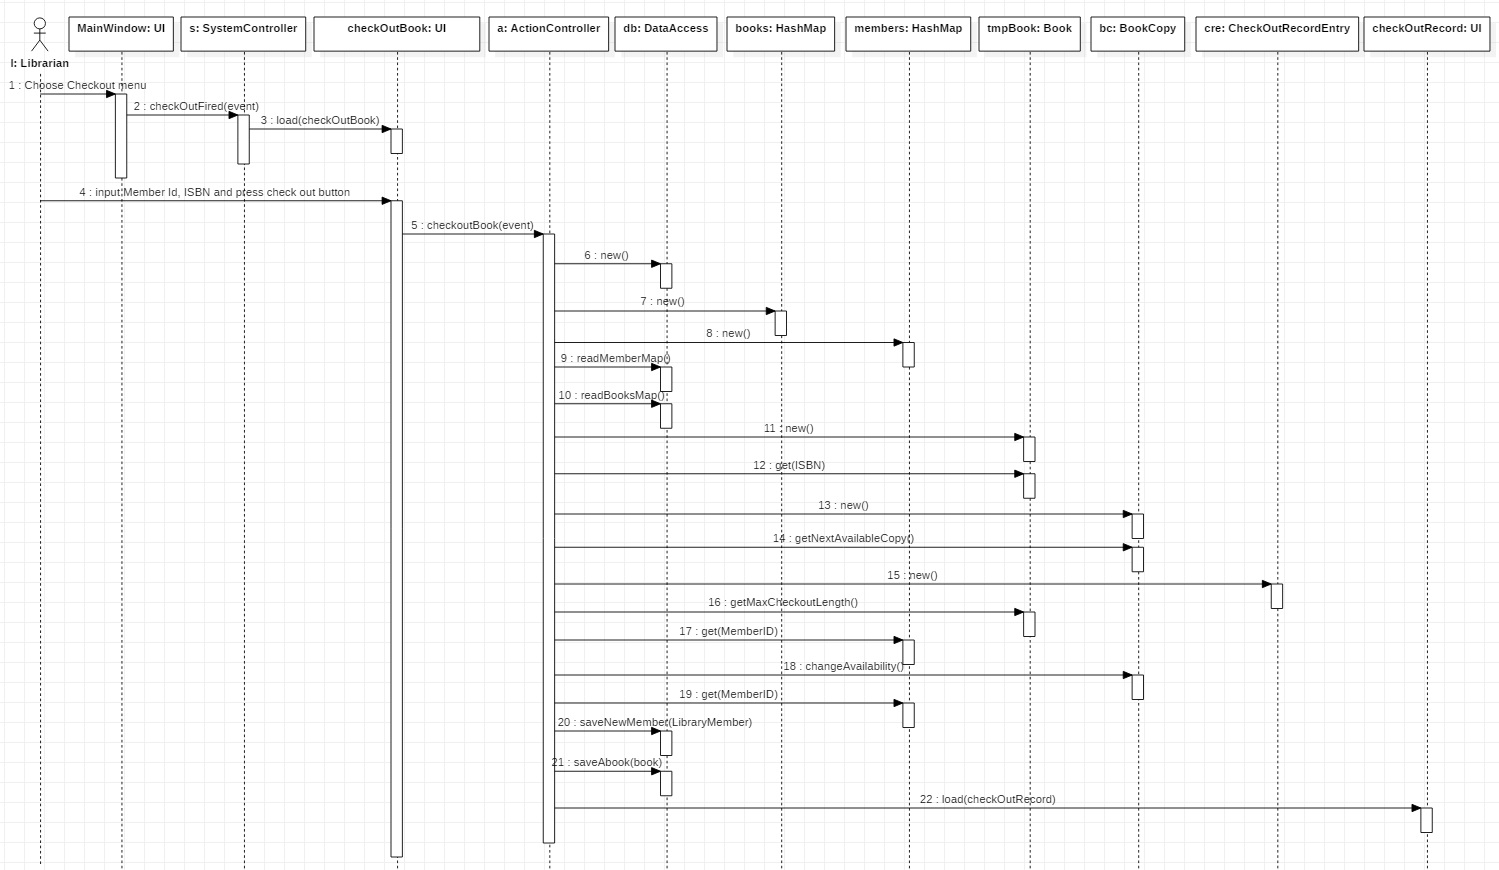 MainWindow: UI
s: SystemController
checkOutBook: UI
a: ActionController
db: DataAccess
books: HashMap
members: HashMap
tmpBook: Book
bc: BookCopy
cre: CheckOutRecordEntry
checkOutRecord: UI
l: Librarian
1 : Choose Checkout menu
2 : checkOutFired(event)
3 : load(checkOutBook)
4 : input Member Id, ISBN and press check out button
5 : checkoutBook(event)
6 : new()
7 : new()
8 : new()
9 : readMemberMap()
10 : readBooksMap()
11 : new()
12 : get(ISBN)
13 : new()
14 : getNextAvailableCopy()
15 : new()
16 : getMaxCheckoutLength()
17 : get(MemberID)
18 : changeAvailability()
19 : get(MemberID)
20 : saveNewMember(LibraryMember)
21 : saveAbook(book)
22 : load(checkOutRecord)